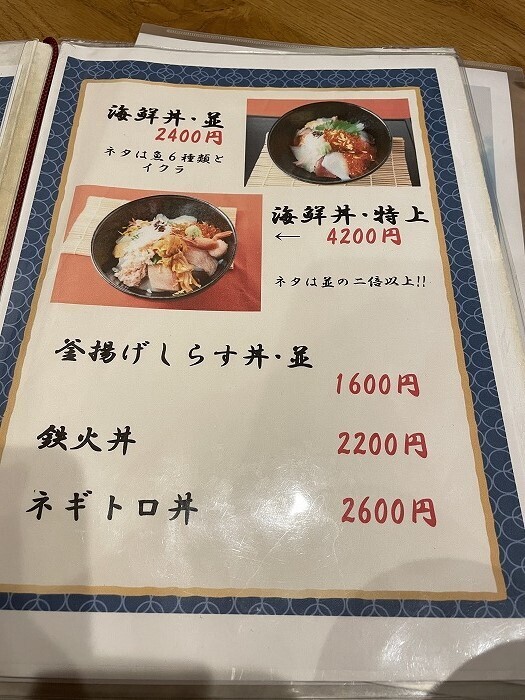 海鮮丼・並
2400円
ネタは魚6種類と
イクラ
海鮮丼・特上
← 4200円
ネタは並の二倍以上!!
釜揚げしらす丼・並
1600円
鉄火丼
2200円
ネギトロ丼
2600円